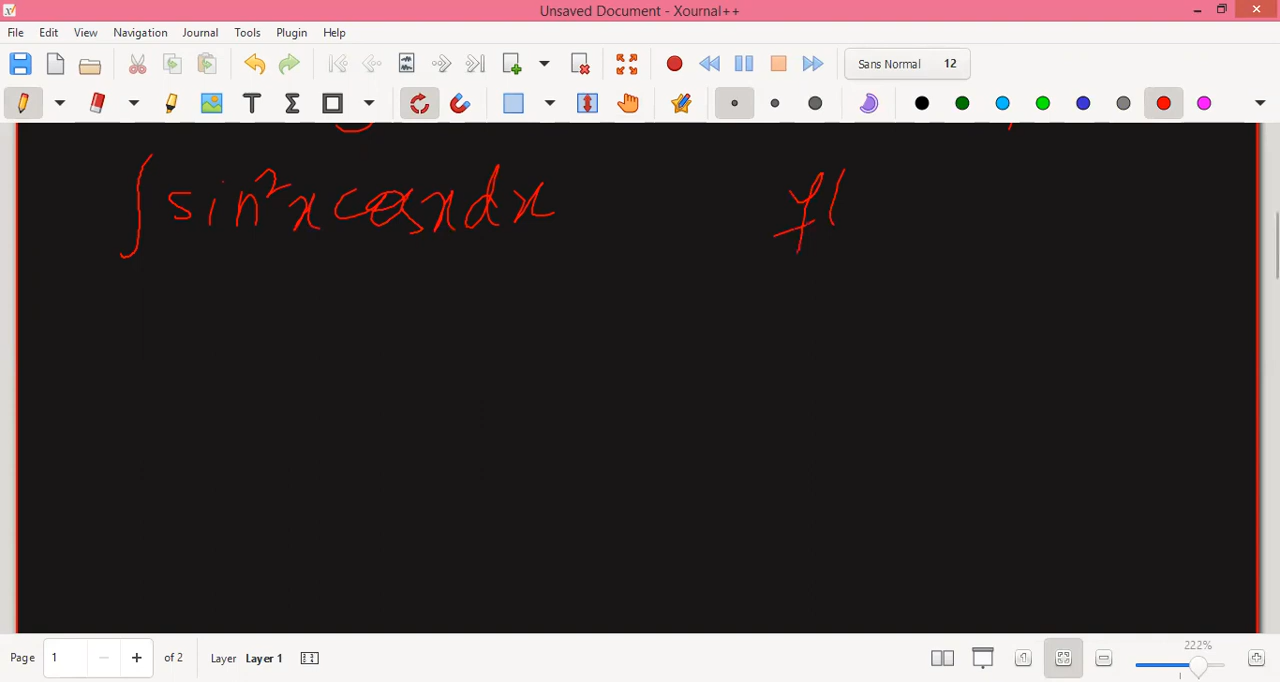 Unsaved Document - Xournal++
File Edit View Navigation Journal Tools Plugin Help
Sans Normal 12
∫ sin²x cosx dx f(
Page 1 of 2 Layer Layer 1 222%